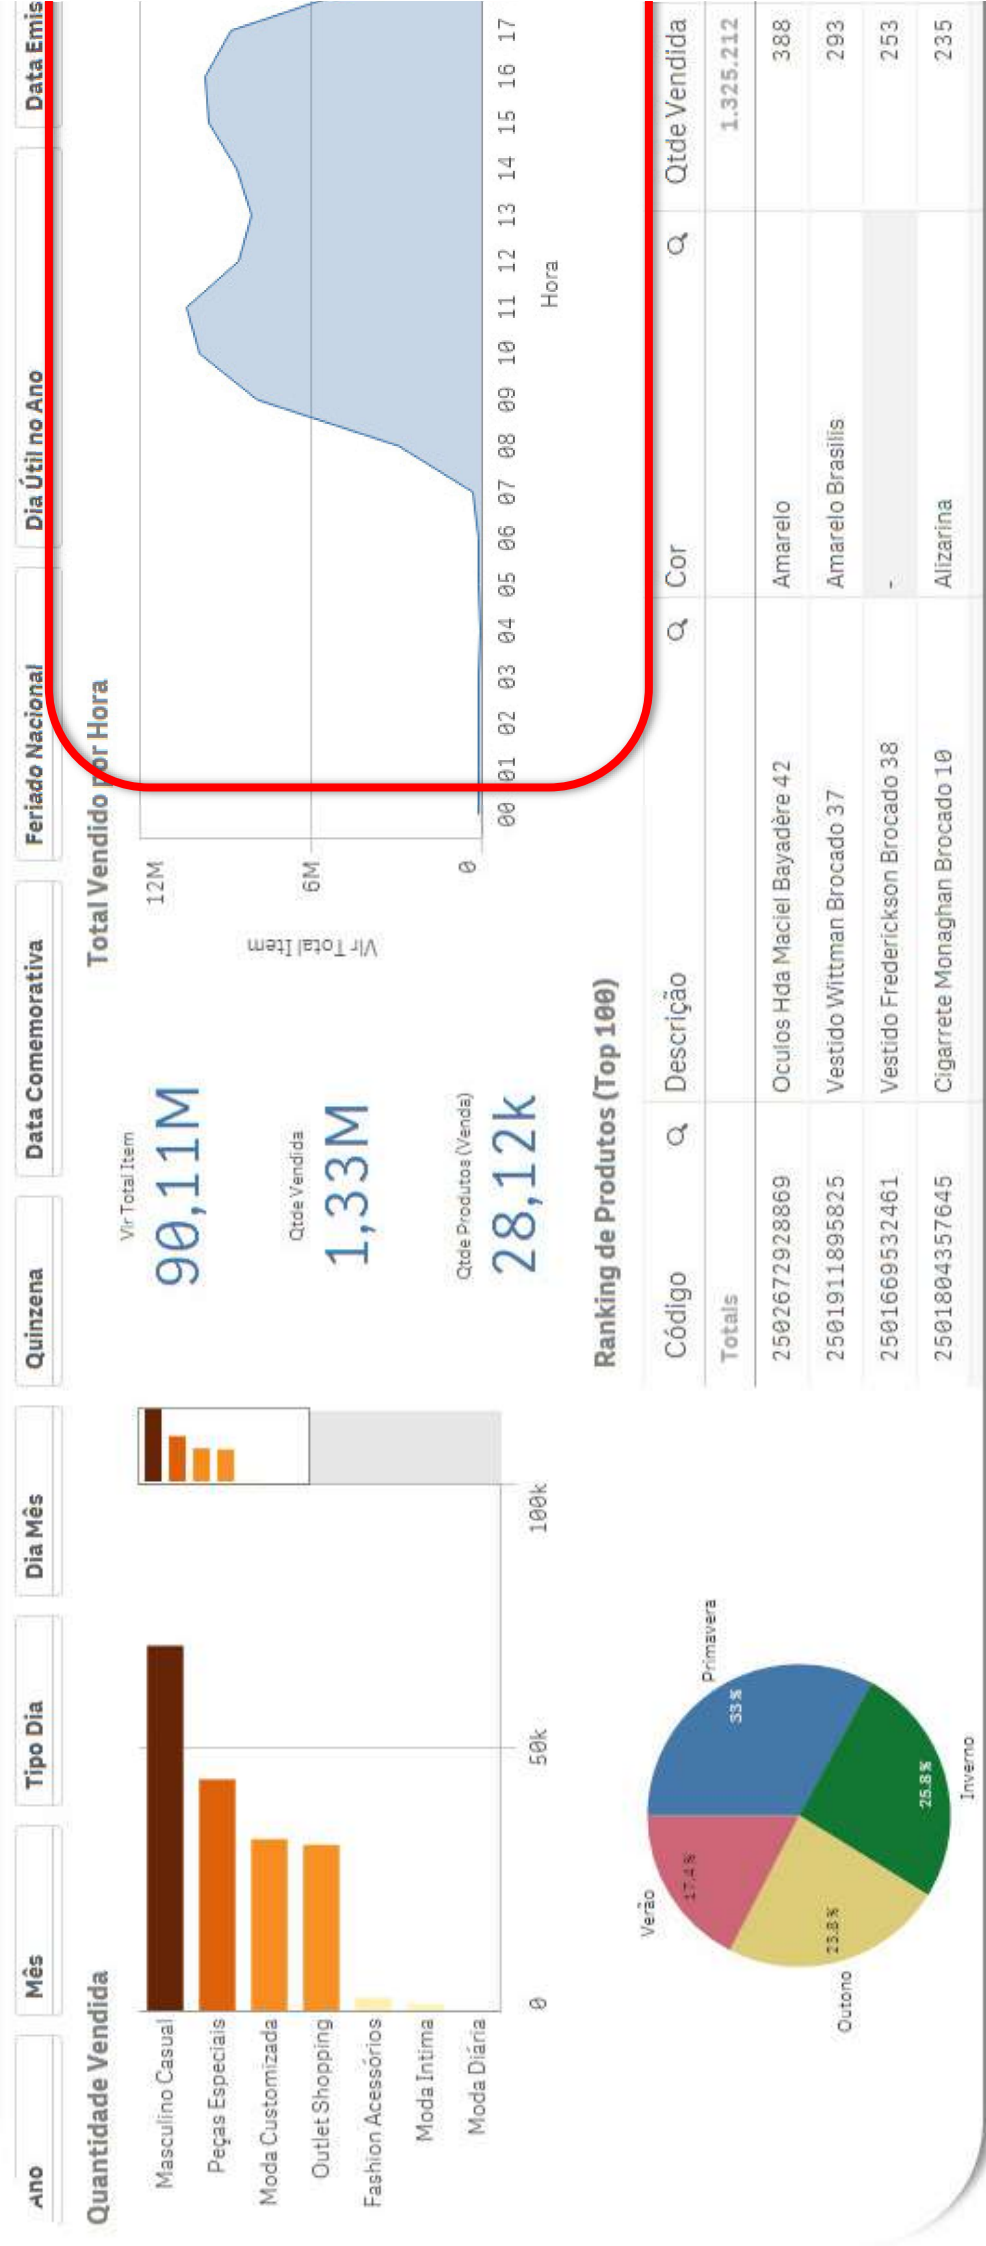 Ano
Mês
Tipo Dia
Dia Mês
Quinzena
Data Comemorativa
Feriado Nacional
Dia Útil no Ano
Data Emis
Quantidade Vendida
Masculino Casual
Peças Especiais
Moda Customizada
Outlet Shopping
Fashion Acessórios
Moda Intima
Moda Diária
0
50k
100k
Vlr Total Item
90,11M
Qtde Vendida
1,33M
Qtde Produtos (Venda)
28,12k
Total Vendido por Hora
Vlr Total Item
12M
6M
0
00 01 02 03 04 05 06 07 08 09 10 11 12 13 14 15 16 17
Hora
Verão
17.4%
Primavera
33%
Outono
23.8%
Inverno
25.8%
Ranking de Produtos (Top 100)
Código Descrição Cor Qtde Vendida
Totals 1.325.212
2502672928869 Oculos Hda Maciel Bayadère 42 Amarelo 388
2501911895825 Vestido Wittman Brocado 37 Amarelo Brasilis 293
2501669532461 Vestido Frederickson Brocado 38 - 253
2501804357645 Cigarrete Monaghan Brocado 10 Alizarina 235